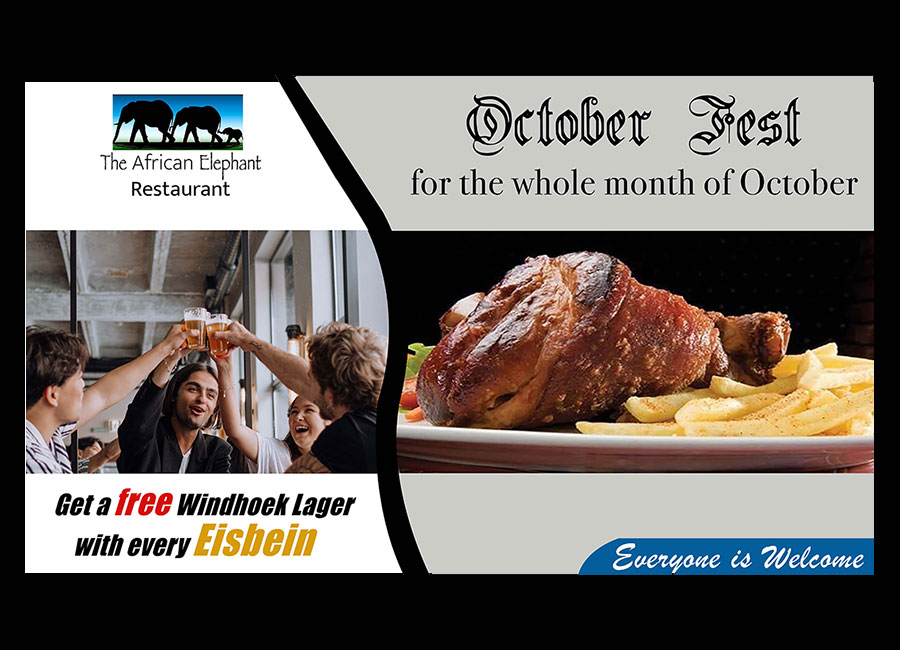 The African Elephant
Restaurant
October Fest
for the whole month of October
Get a free Windhoek Lager
with every Eisbein
Everyone is Welcome